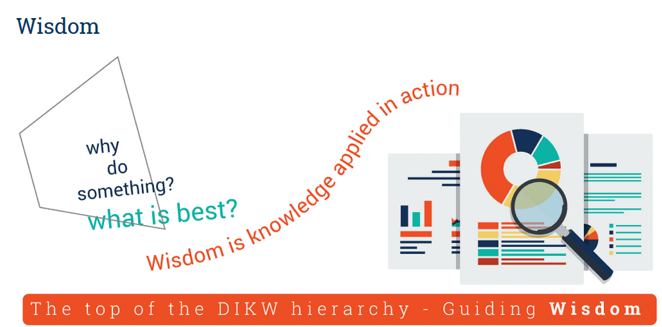 Wisdom
why
do
something?
what is best?
Wisdom is knowledge applied in action
The top of the DIKW hierarchy - Guiding Wisdom